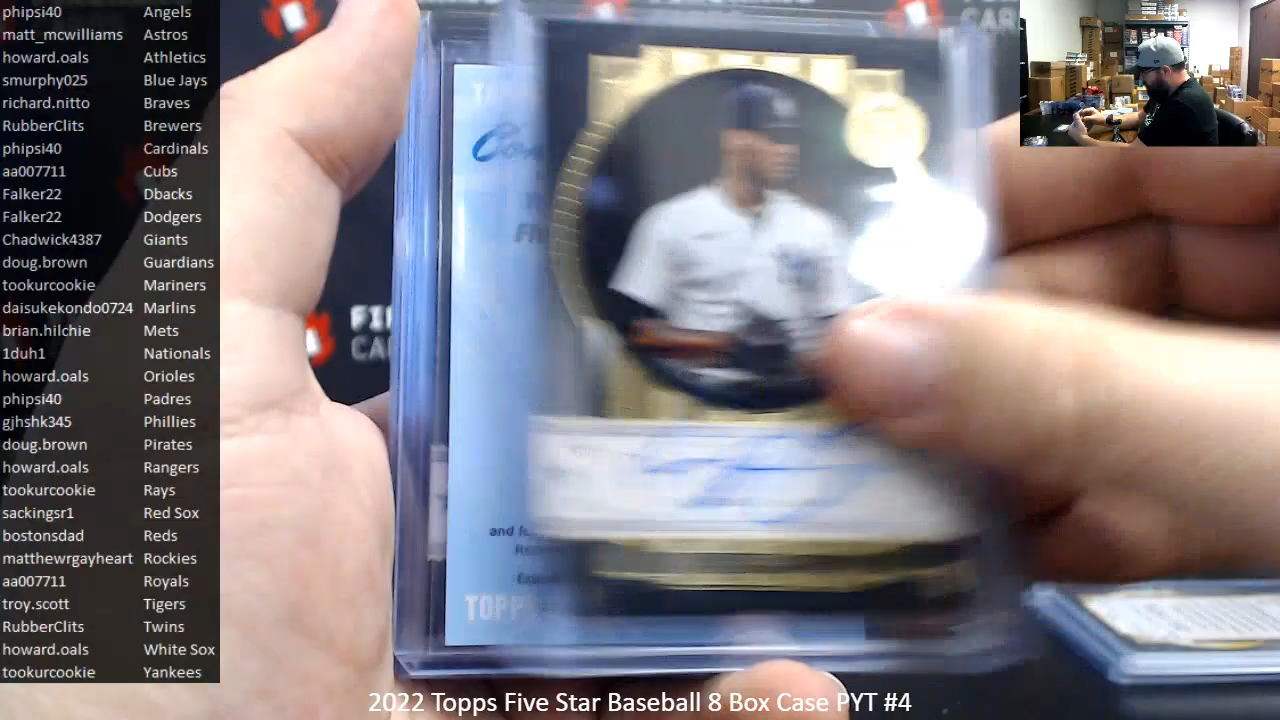 phipsi40 Angels
matt_mcwilliams Astros
howard.oals Athletics
smurphy025 Blue Jays
richard.nitto Braves
RubberClits Brewers
phipsi40 Cardinals
aa007711 Cubs
Falker22 Dbacks
Falker22 Dodgers
Chadwick4387 Giants
doug.brown Guardians
tookurcookie Mariners
daisukekondo0724 Marlins
brian.hilchie Mets
1duh1 Nationals
howard.oals Orioles
phipsi40 Padres
gjhshk345 Phillies
doug.brown Pirates
howard.oals Rangers
tookurcookie Rays
sackingsr1 Red Sox
bostonsdad Reds
matthewrgayheart Rockies
aa007711 Royals
troy.scott Tigers
RubberClits Twins
howard.oals White Sox
tookurcookie Yankees
and
TOPPS
2022 Topps Five Star Baseball 8 Box Case PYT #4